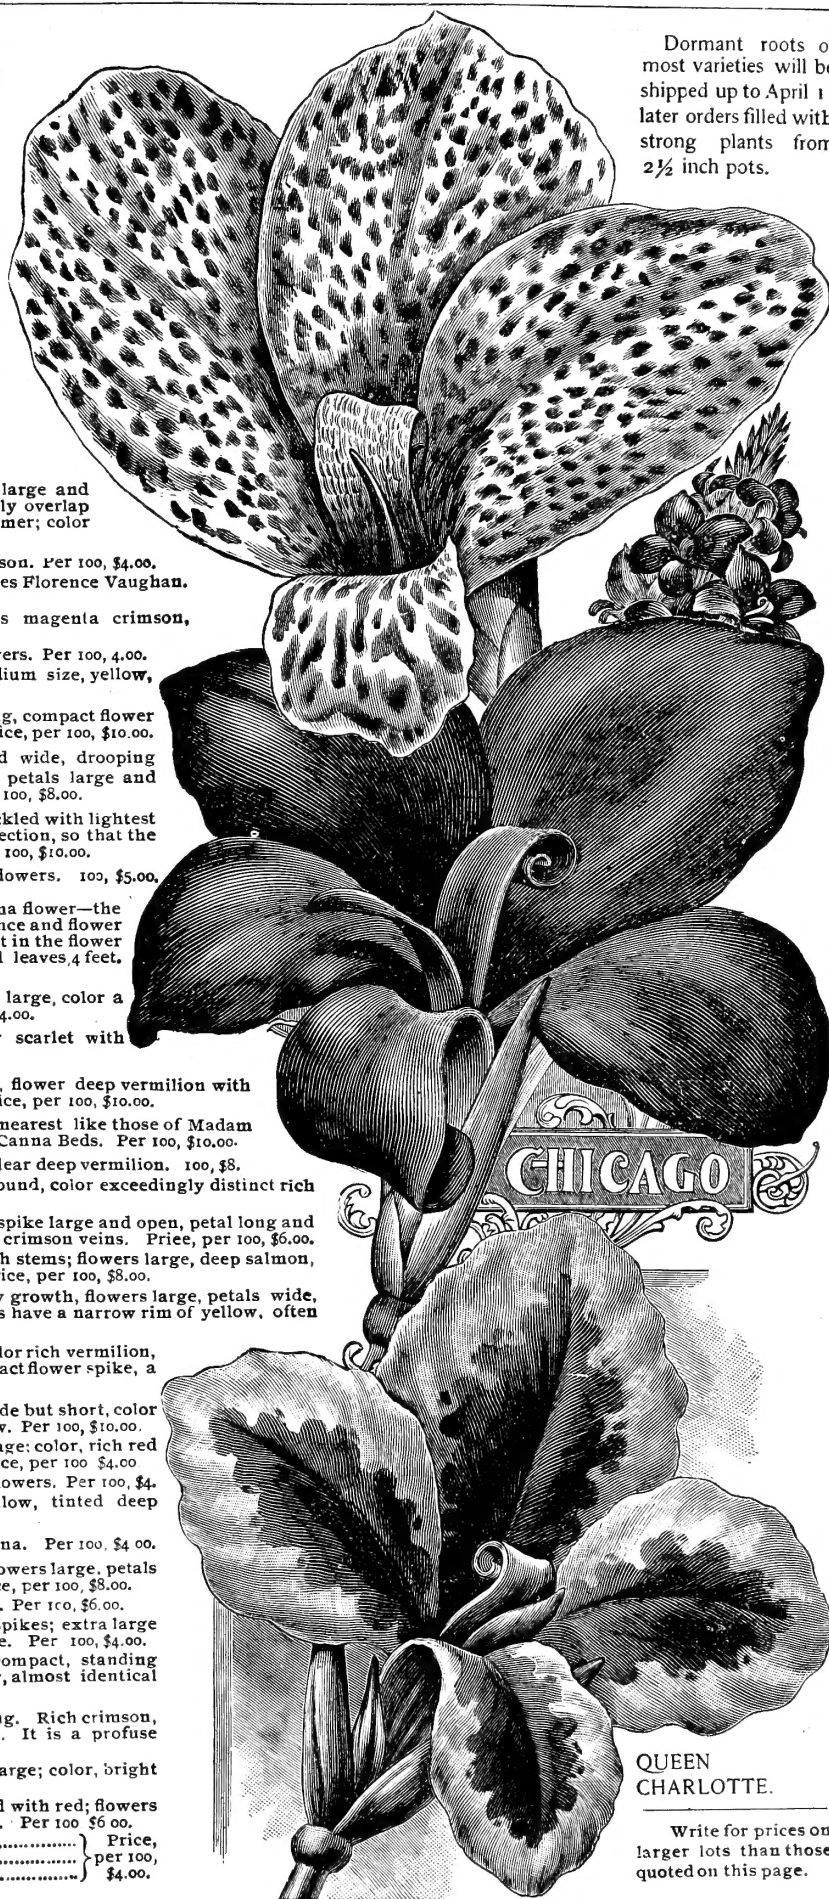 Dormant roots o
most varieties will be
shipped up to April 1
later orders filled with
strong plants from
2½ inch pots.
large and
ly overlap
mer; color
son. Per 100, $4.00.
es Florence Vaughan.
s magenta crimson,
ers. Per 100, 4.00.
lium size, yellow,
g, compact flower
ice, per 100, $10.00.
d wide, drooping
petals large and
100, $8.00.
ckled with lightest
ection, so that the
100, $10.00.
lowers. 100, $5.00.
na flower—the
nce and flower
t in the flower
l leaves, 4 feet.
large, color a
4.00.
r scarlet with
, flower deep vermilion with
ice, per 100, $10.00.
nearest like those of Madam
Canna Beds. Per 100, $10.00.
lear deep vermilion. 100, $8.
ound, color exceedingly distinct rich
spike large and open, petal long and
crimson veins. Priee, per 100, $6.00.
h stems; flowers large, deep salmon,
rice, per 100, $8.00.
y growth, flowers large, petals wide,
s have a narrow rim of yellow, often
lor rich vermilion,
act flower spike, a
de but short, color
w. Per 100, $10.00.
age: color, rich red
ce, per 100 $4.00
lowers. Per 100, $4.
low, tinted deep
na. Per 100, $4 00.
owers large, petals
e, per 100, $8.00.
. Per 100, $6.00.
pikes; extra large
e. Per 100, $4.00.
ompact, standing
, almost identical
ng. Rich crimson,
. It is a profuse
arge; color, bright
d with red; flowers
. Per 100 $6 00.
Price,
per 100,
$4.00.
CHICAGO
QUEEN
CHARLOTTE.
Write for prices on
larger lots than those
quoted on this page.